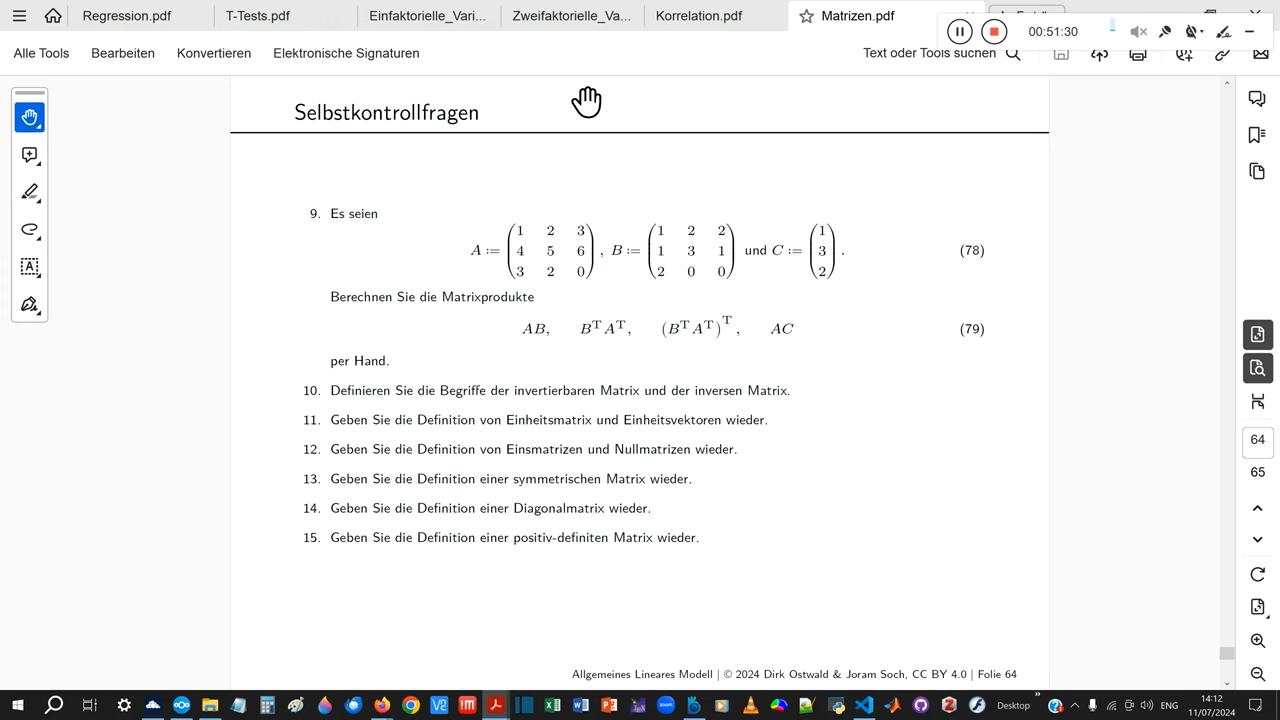 Regression.pdf
T-Tests.pdf
Einfaktorielle_Vari...
Zweifaktorielle_Va...
Korrelation.pdf
Matrizen.pdf
00:51:30
Alle Tools
Bearbeiten
Konvertieren
Elektronische Signaturen
Text oder Tools suchen
Selbstkontrollfragen
9. Es seien
A := (1 2 3; 4 5 6; 3 2 0), B := (1 2 2; 1 3 1; 2 0 0) und C := (1; 3; 2). (78)
Berechnen Sie die Matrixprodukte
AB, BᵀAᵀ, (BᵀAᵀ)ᵀ, AC (79)
per Hand.
10. Definieren Sie die Begriffe der invertierbaren Matrix und der inversen Matrix.
11. Geben Sie die Definition von Einheitsmatrix und Einheitsvektoren wieder.
12. Geben Sie die Definition von Einsmatrizen und Nullmatrizen wieder.
13. Geben Sie die Definition einer symmetrischen Matrix wieder.
14. Geben Sie die Definition einer Diagonalmatrix wieder.
15. Geben Sie die Definition einer positiv-definiten Matrix wieder.
64
65
Allgemeines Lineares Modell | © 2024 Dirk Ostwald & Joram Soch, CC BY 4.0 | Folie 64
Desktop
ENG
14:12
11/07/2024